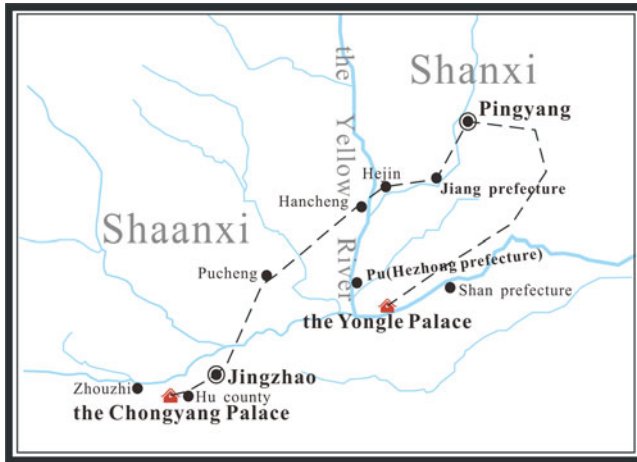 Shanxi
Pingyang
the Yellow River
Hejin
Jiang prefecture
Hancheng
Shaanxi
Pucheng
Pu(Hezhong prefecture)
Shan prefecture
the Yongle Palace
Jingzhao
Zhouzhi
Hu county
the Chongyang Palace